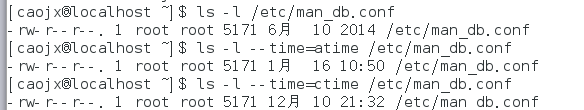 [caojx@localhost ~]$ ls -l /etc/man_db.conf
-rw-r--r--. 1 root root 5171 6月  10 2014 /etc/man_db.conf
[caojx@localhost ~]$ ls -l --time=atime /etc/man_db.conf
-rw-r--r--. 1 root root 5171 1月  16 10:50 /etc/man_db.conf
[caojx@localhost ~]$ ls -l --time=ctime /etc/man_db.conf
-rw-r--r--. 1 root root 5171 12月 10 21:32 /etc/man_db.conf